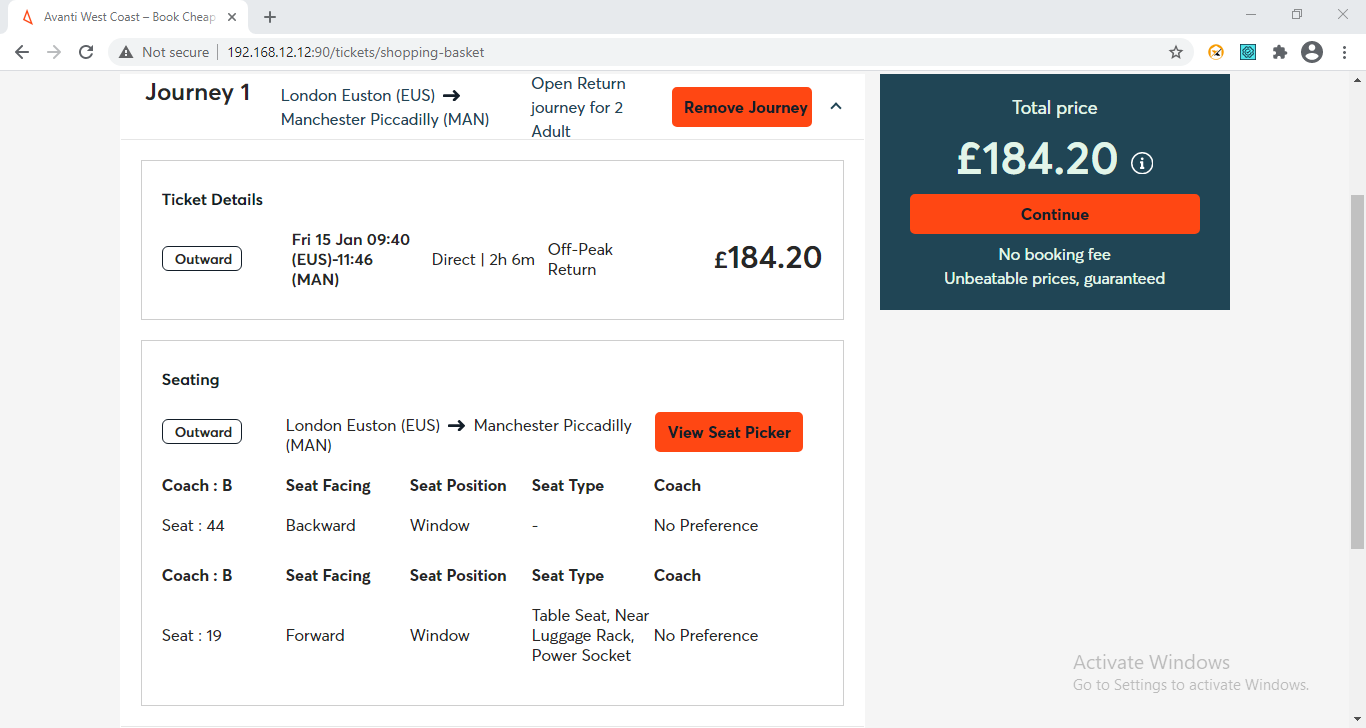 Avanti West Coast – Book Cheap
Not secure
192.168.12.12:90/tickets/shopping-basket
Journey 1
London Euston (EUS) →
Manchester Piccadilly (MAN)
Open Return
journey for 2
Adult
Remove Journey
Ticket Details
Outward
Fri 15 Jan 09:40
(EUS)-11:46
(MAN)
Direct | 2h 6m
Off-Peak
Return
£184.20
Seating
Outward
London Euston (EUS) → Manchester Piccadilly
(MAN)
View Seat Picker
Coach : B Seat Facing Seat Position Seat Type Coach
Seat : 44 Backward Window - No Preference
Coach : B Seat Facing Seat Position Seat Type Coach
Seat : 19 Forward Window
Table Seat, Near
Luggage Rack,
Power Socket
No Preference
Total price
£184.20
Continue
No booking fee
Unbeatable prices, guaranteed
Activate Windows
Go to Settings to activate Windows.